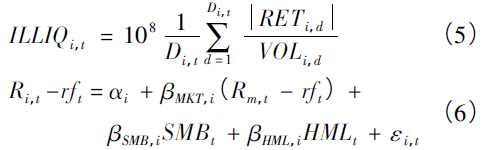 ILLIQ_{i,t} = 10^8 \frac{1}{D_{i,t}} \sum_{d=1}^{D_{i,t}} \frac{|RET_{i,d}|}{VOL_{i,d}} (5)
R_{i,t} - rf_t = α_i + β_{MKT,i}(R_{m,t} - rf_t) +
β_{SMB,i}SMB_t + β_{HML,i}HML_t + ε_{i,t} (6)